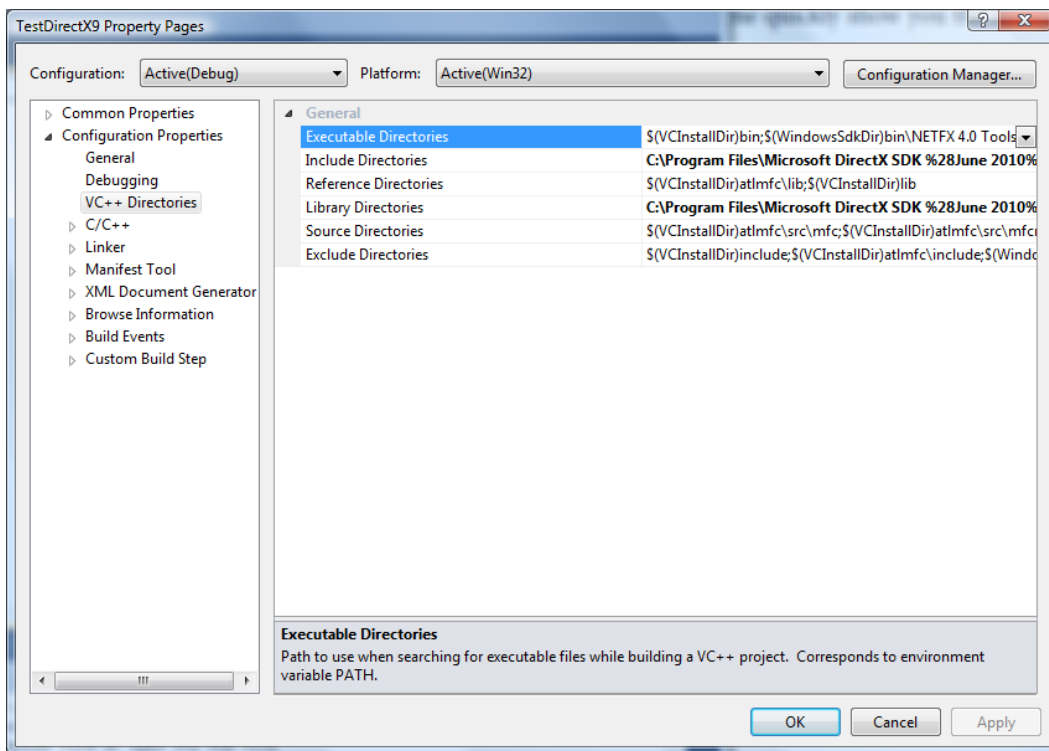 TestDirectX9 Property Pages
Configuration: Active(Debug) Platform: Active(Win32) Configuration Manager...
Common Properties
Configuration Properties
General
Debugging
VC++ Directories
C/C++
Linker
Manifest Tool
XML Document Generator
Browse Information
Build Events
Custom Build Step
General
Executable Directories $(VCInstallDir)bin;$(WindowsSdkDir)bin\NETFX 4.0 Tools
Include Directories C:\Program Files\Microsoft DirectX SDK %28June 2010%
Reference Directories $(VCInstallDir)atlmfc\lib;$(VCInstallDir)lib
Library Directories C:\Program Files\Microsoft DirectX SDK %28June 2010%
Source Directories $(VCInstallDir)atlmfc\src\mfc;$(VCInstallDir)atlmfc\src\mfc
Exclude Directories $(VCInstallDir)include;$(VCInstallDir)atlmfc\include;$(Windo
Executable Directories
Path to use when searching for executable files while building a VC++ project. Corresponds to environment
variable PATH.
OK Cancel Apply